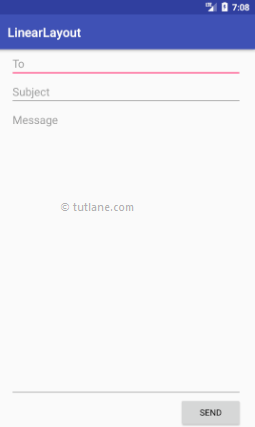 7:08
LinearLayout
To
Subject
Message
© tutlane.com
SEND